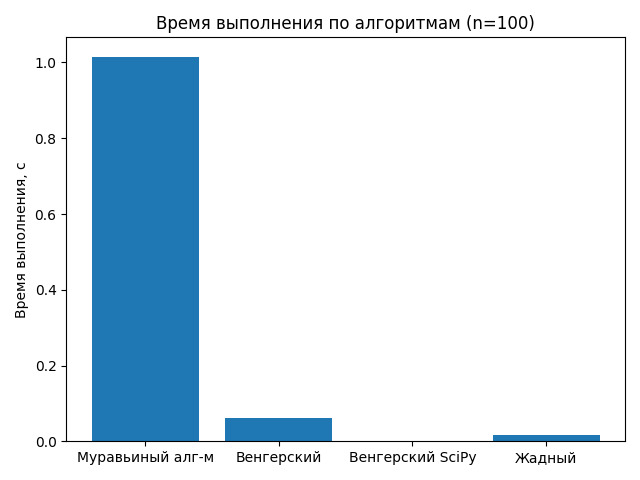 Время выполнения по алгоритмам (n=100)
Время выполнения, с
1.0
0.8
0.6
0.4
0.2
0.0
Муравьиный алг-м
Венгерский
Венгерский SciPy
Жадный